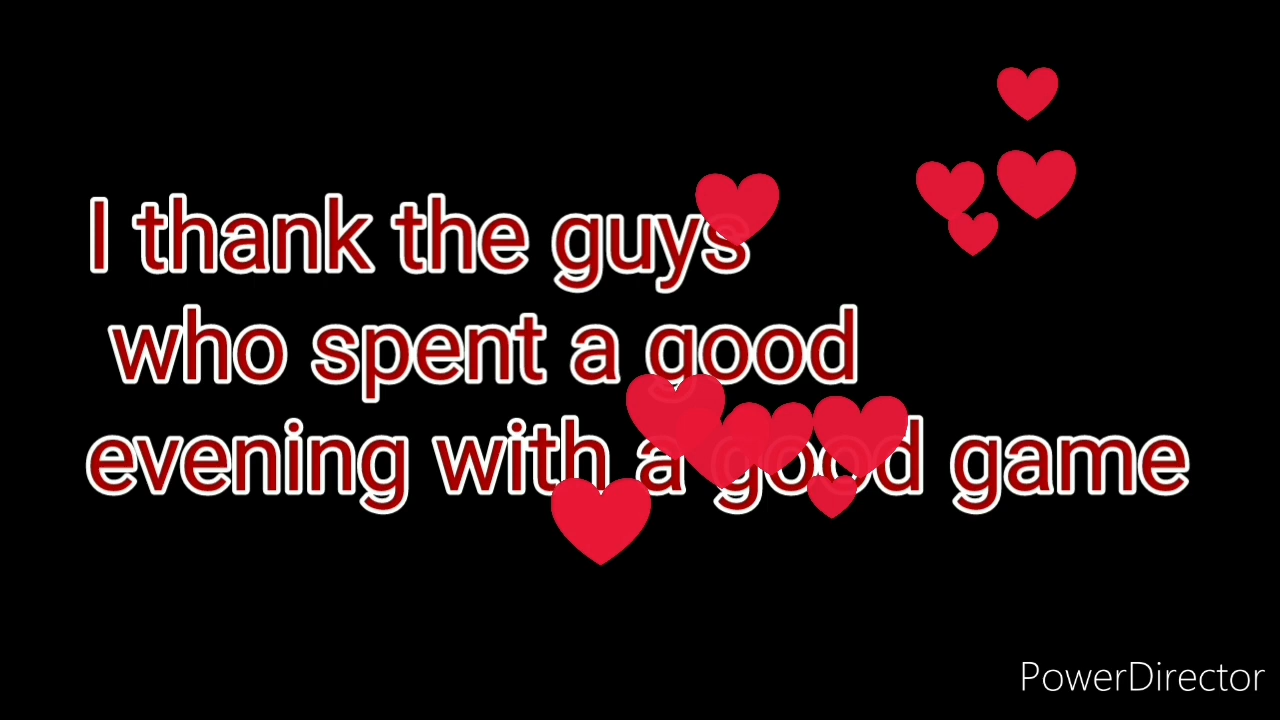 I thank the guys
who spent a good
evening with a good game
PowerDirector